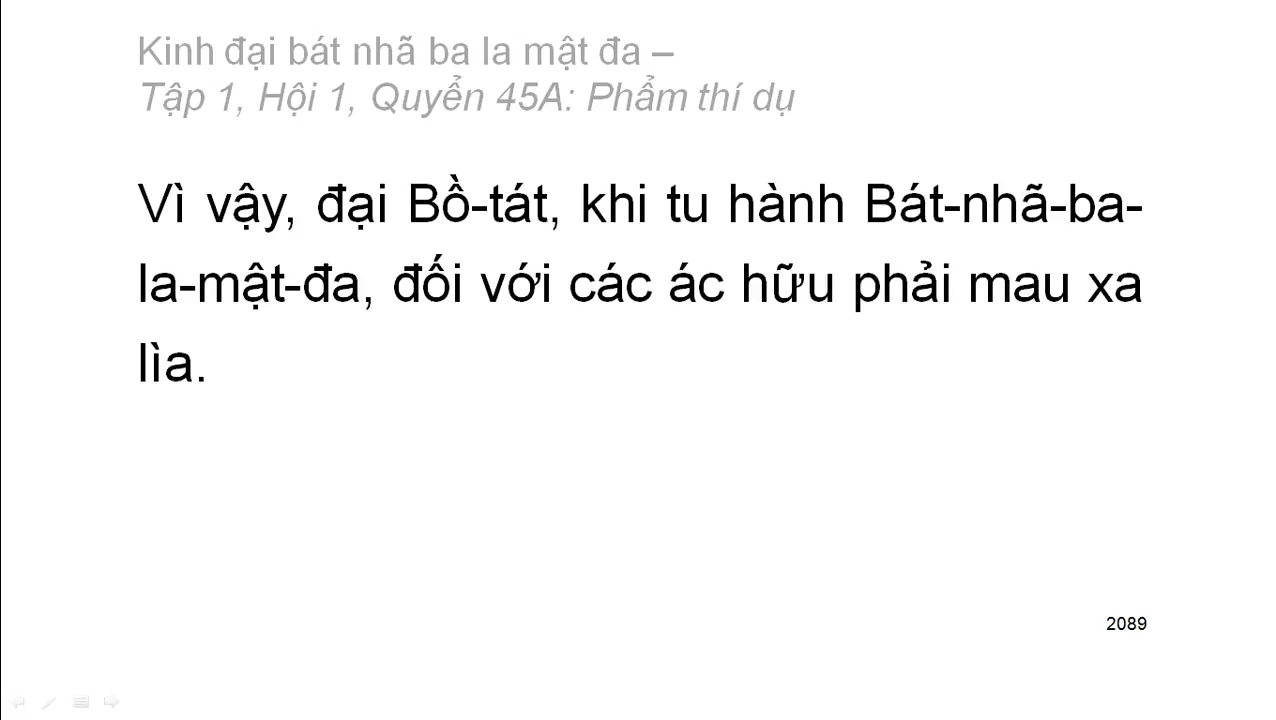 Kinh đại bát nhã ba la mật đa –
Tập 1, Hội 1, Quyển 45A: Phẩm thí dụ
Vì vậy, đại Bồ-tát, khi tu hành Bát-nhã-ba-
la-mật-đa, đối với các ác hữu phải mau xa
lìa.
2089